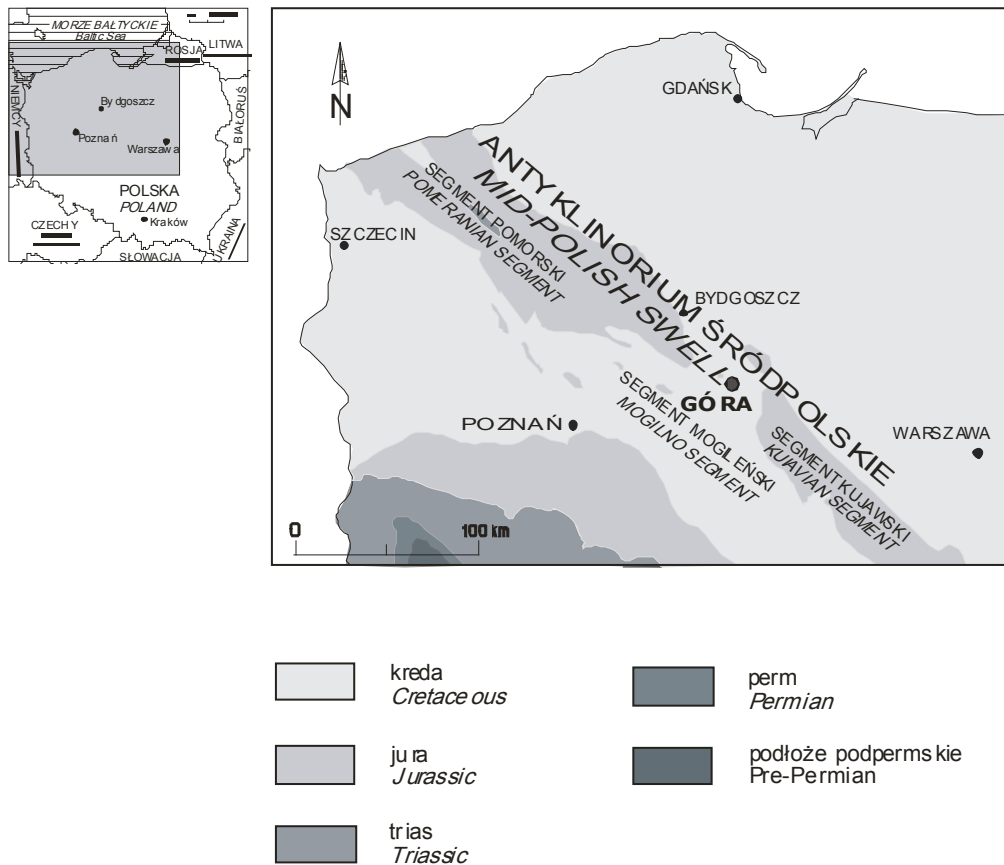 MORZE BAŁTYCKIE
Baltic Sea
ROSJA
LITWA
NIEMCY
Bydgoszcz
Poznań
Warszawa
BIAŁORUŚ
POLSKA
POLAND
Kraków
CZECHY
SŁOWACJA
UKRAINA
N
GDAŃSK
ANTYKLINORIUM ŚRÓDPOLSKIE
MID-POLISH SWELL
SEGMENT POMORSKI
POMERANIAN SEGMENT
SZCZECIN
BYDGOSZCZ
GÓRA
POZNAŃ
SEGMENT MOGILEŃSKI
MOGILNO SEGMENT
WARSZAWA
SEGMENT KUJAWSKI
KUJAVIAN SEGMENT
0 100 km
kreda
Cretaceous
jura
Jurassic
trias
Triassic
perm
Permian
podłoże podpermskie
Pre-Permian